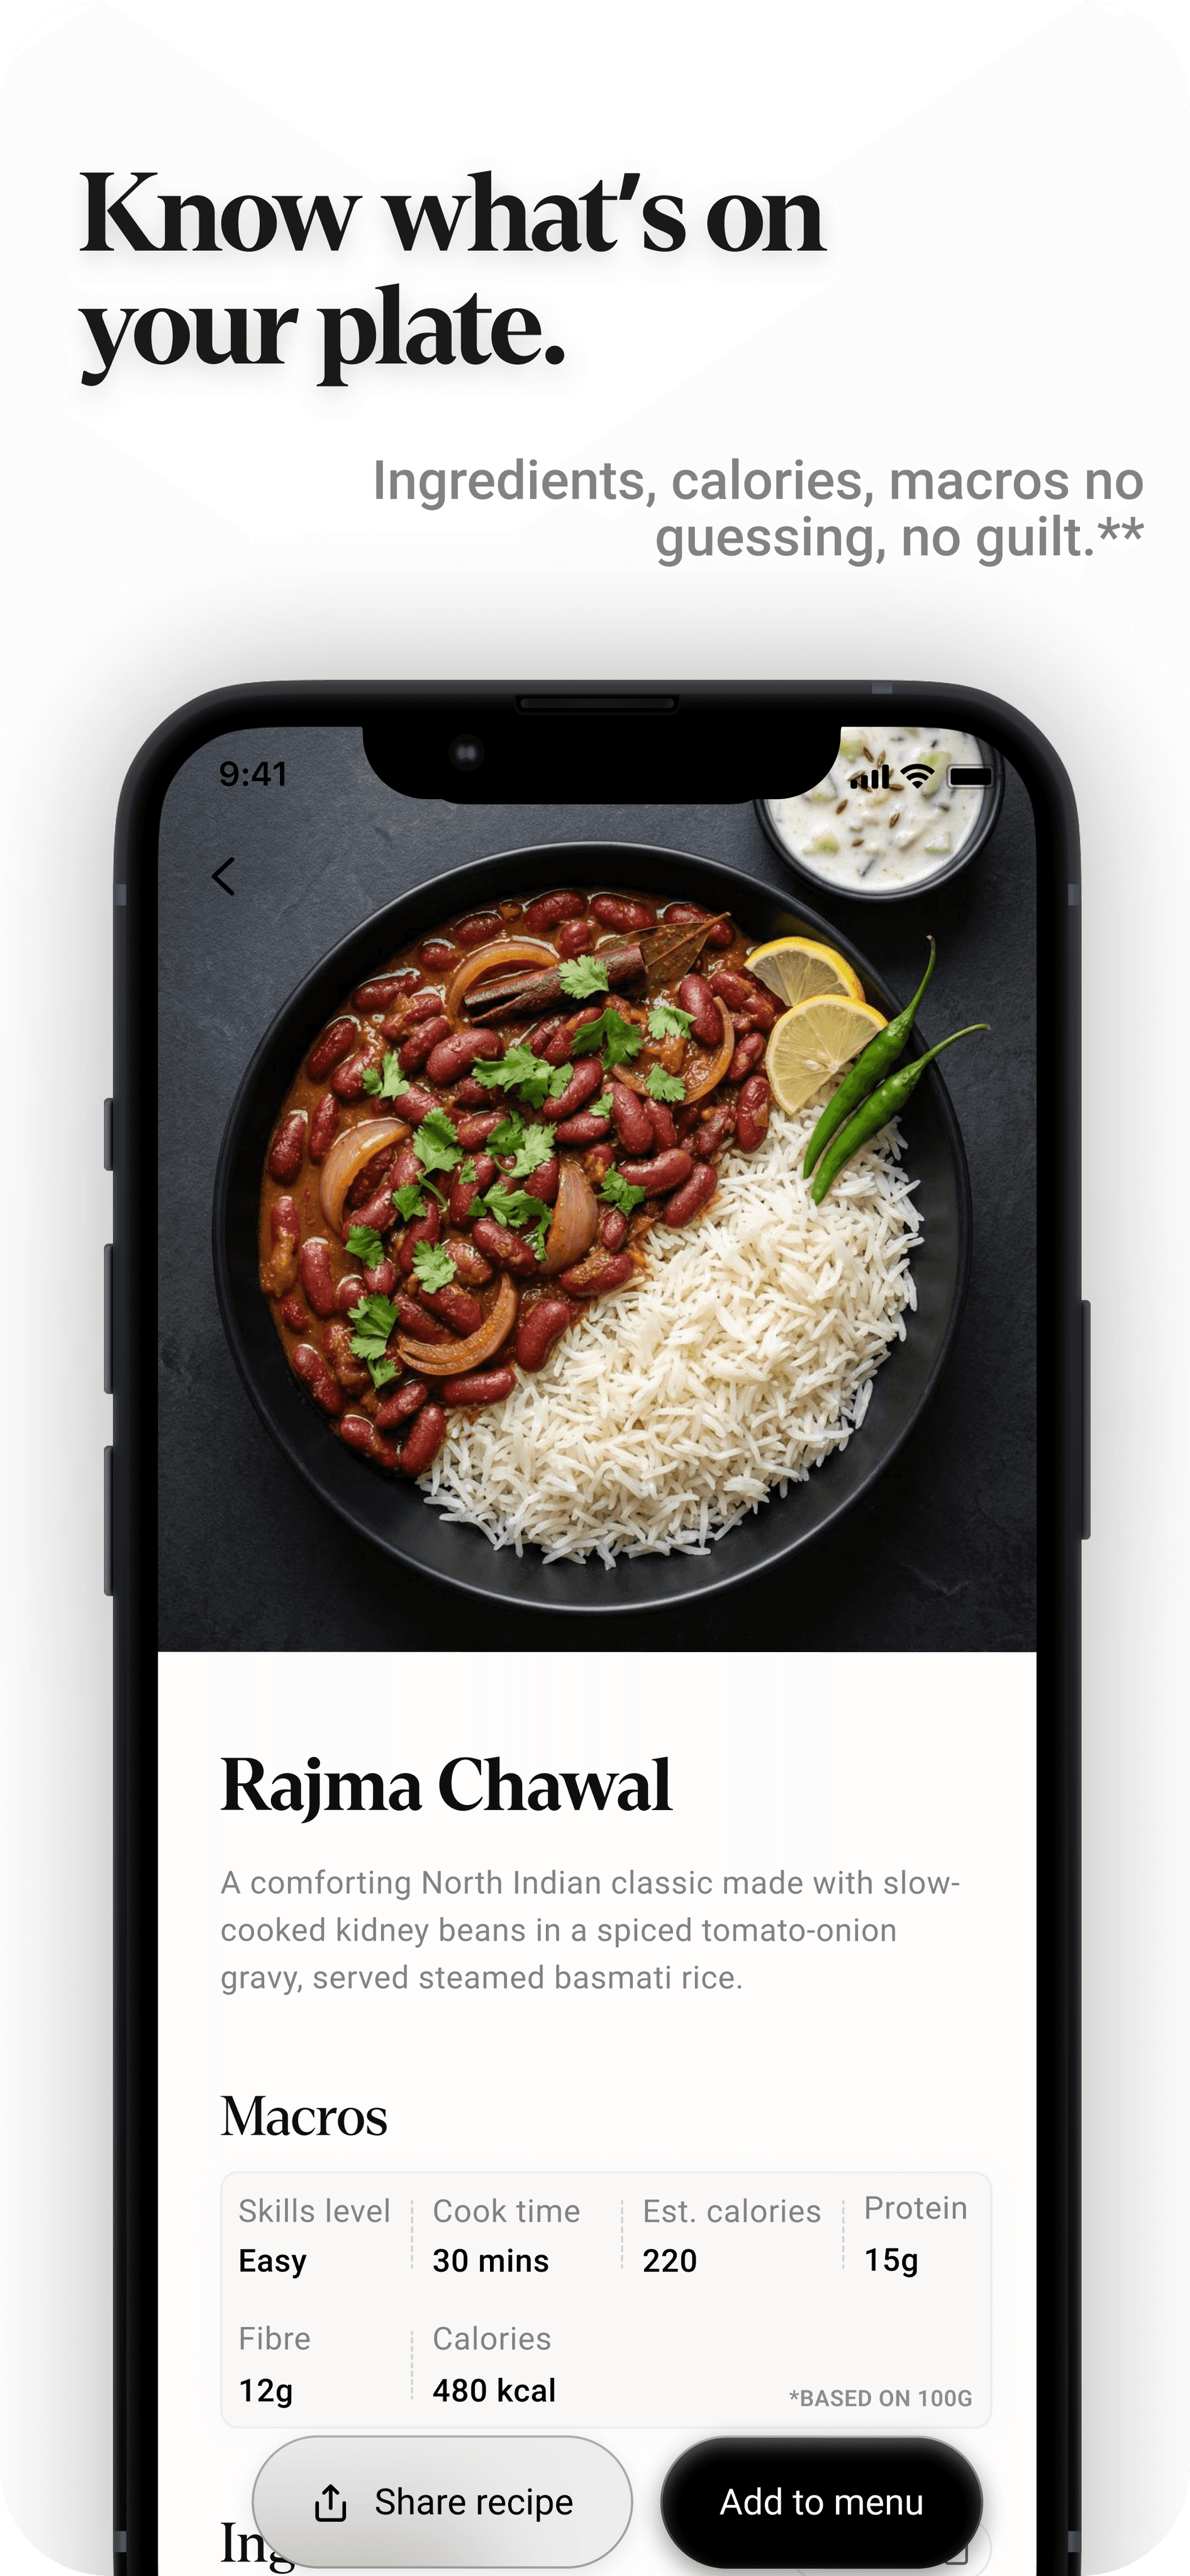 Know what's on
your plate.
Ingredients, calories, macros no
guessing, no guilt.**
9:41
Rajma Chawal
A comforting North Indian classic made with slow-
cooked kidney beans in a spiced tomato-onion
gravy, served steamed basmati rice.
Macros
Skills level Cook time Est. calories Protein
Easy 30 mins 220 15g
Fibre Calories
12g 480 kcal
*BASED ON 100G
Share recipe Add to menu